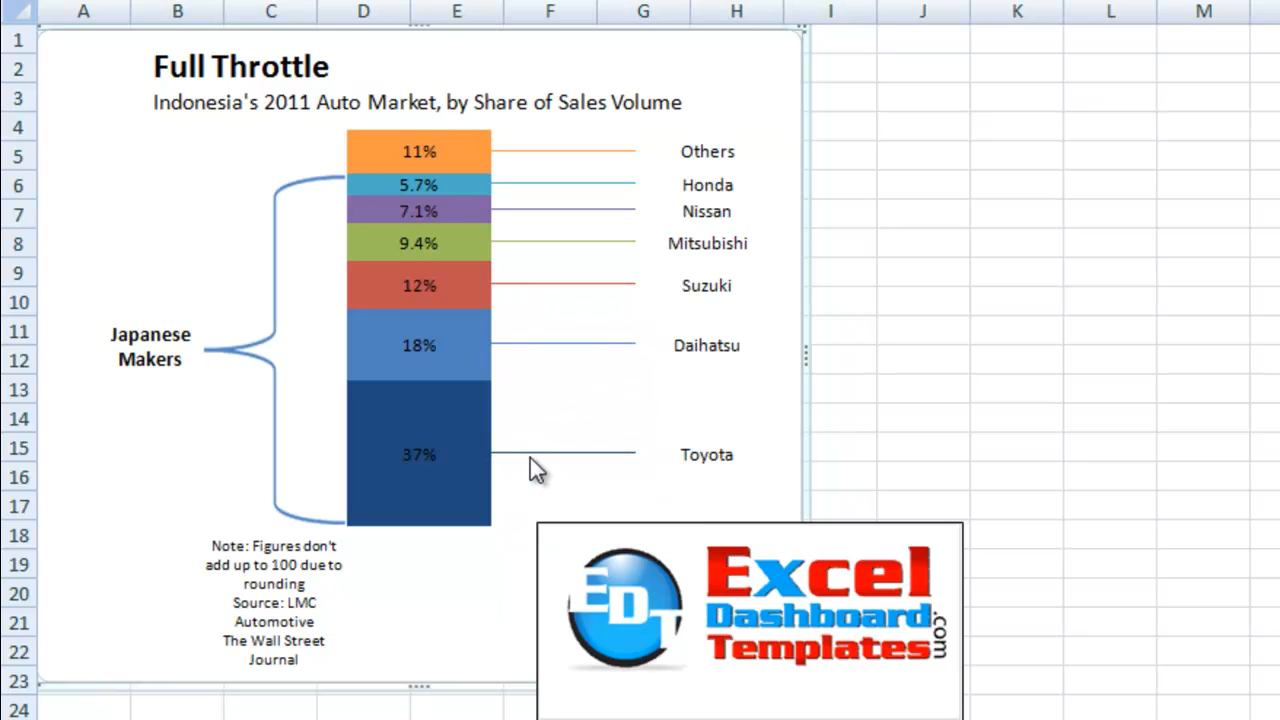 A B C D E F G H I J K L M
1
2
3
4
5
6
7
8
9
10
11
12
13
14
15
16
17
18
19
20
21
22
23
24
Full Throttle
Indonesia's 2011 Auto Market, by Share of Sales Volume
11% Others
5.7% Honda
7.1% Nissan
9.4% Mitsubishi
12% Suzuki
18% Daihatsu
37% Toyota
Japanese
Makers
Note: Figures don't
add up to 100 due to
rounding
Source: LMC
Automotive
The Wall Street
Journal
EDT
Excel
Dashboard
Templates
.com